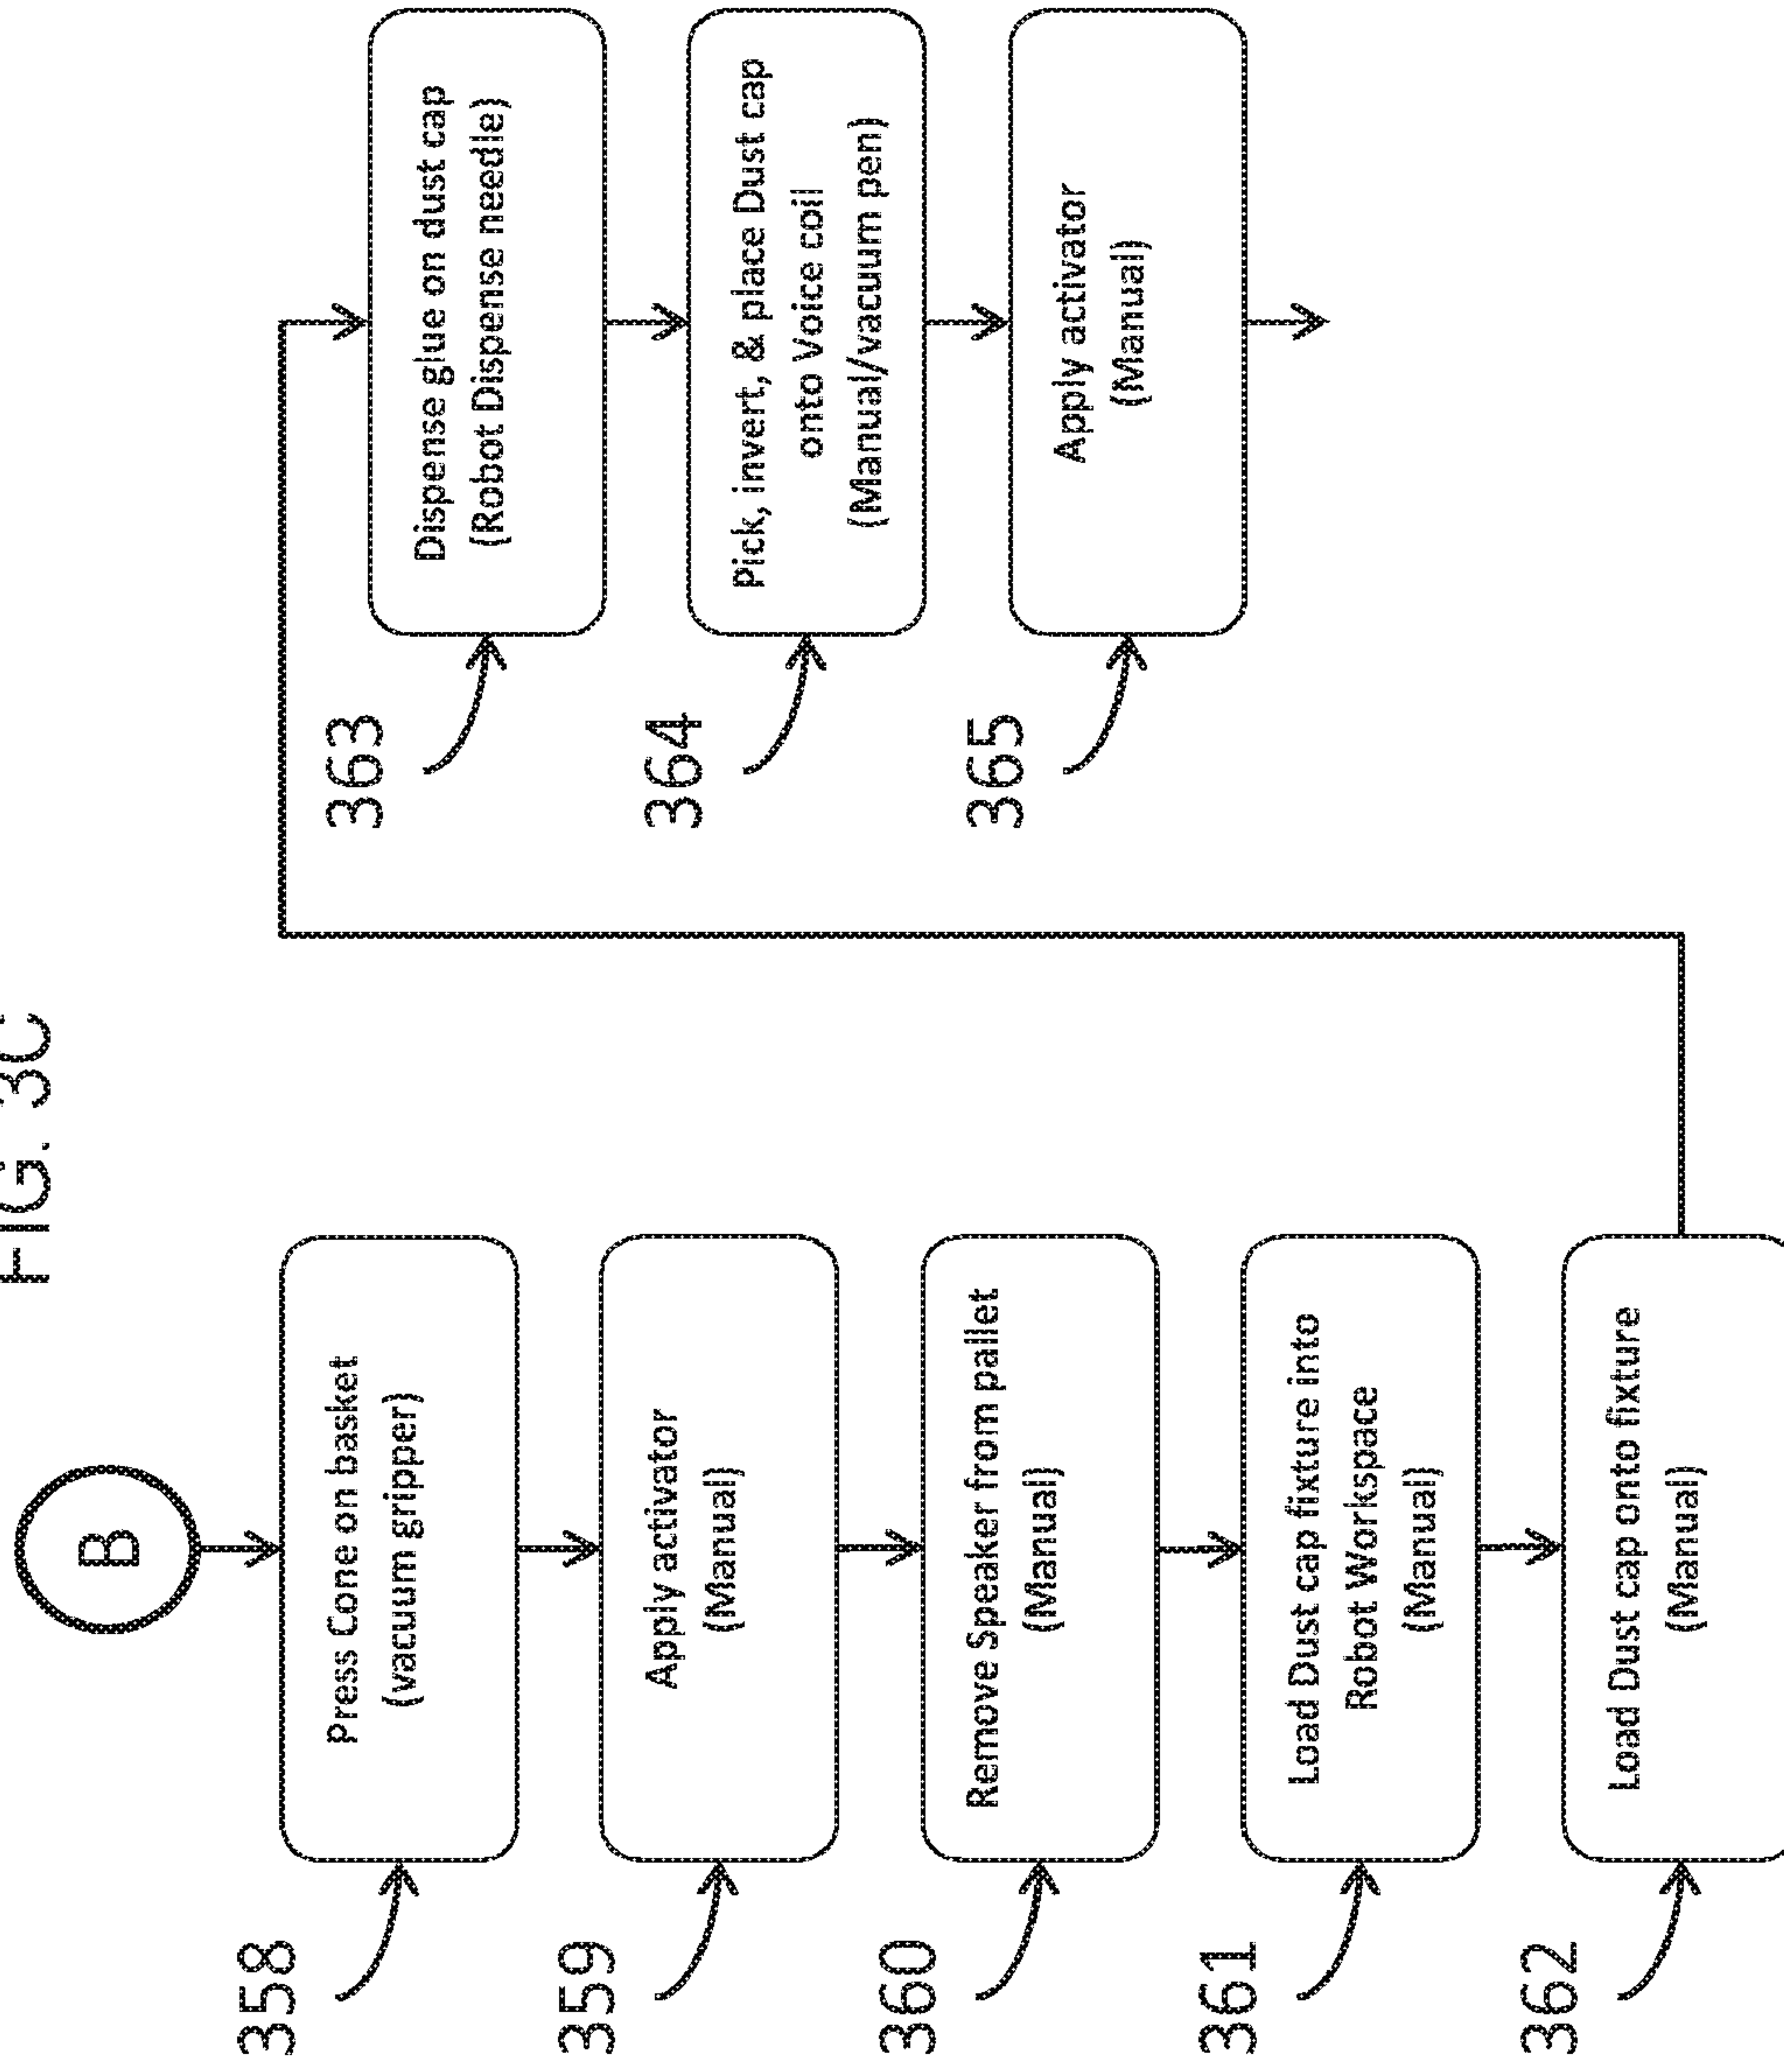 FIG. 3C
B
358
Press Cone on basket
(vacuum gripper)
359
Apply activator
(Manual)
360
Remove Speaker from pallet
(Manual)
361
Load Dust cap fixture into
Robot Workspace
(Manual)
362
Load Dust cap onto fixture
(Manual)
363
Dispense glue on dust cap
(Robot Dispense needle)
364
Pick, invert, & place Dust cap
onto Voice coil
(Manual/vacuum pen)
365
Apply activator
(Manual)